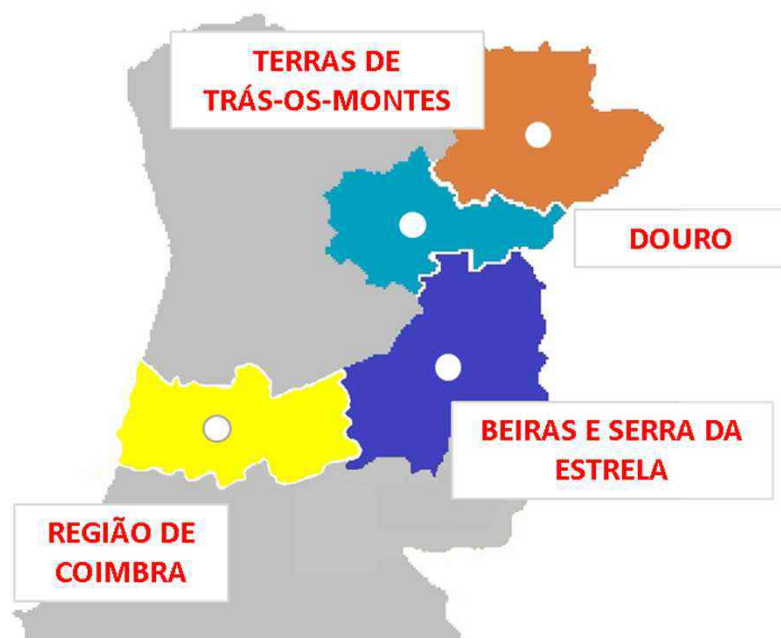 TERRAS DE
TRÁS-OS-MONTES
DOURO
BEIRAS E SERRA DA
ESTRELA
REGIÃO DE
COIMBRA